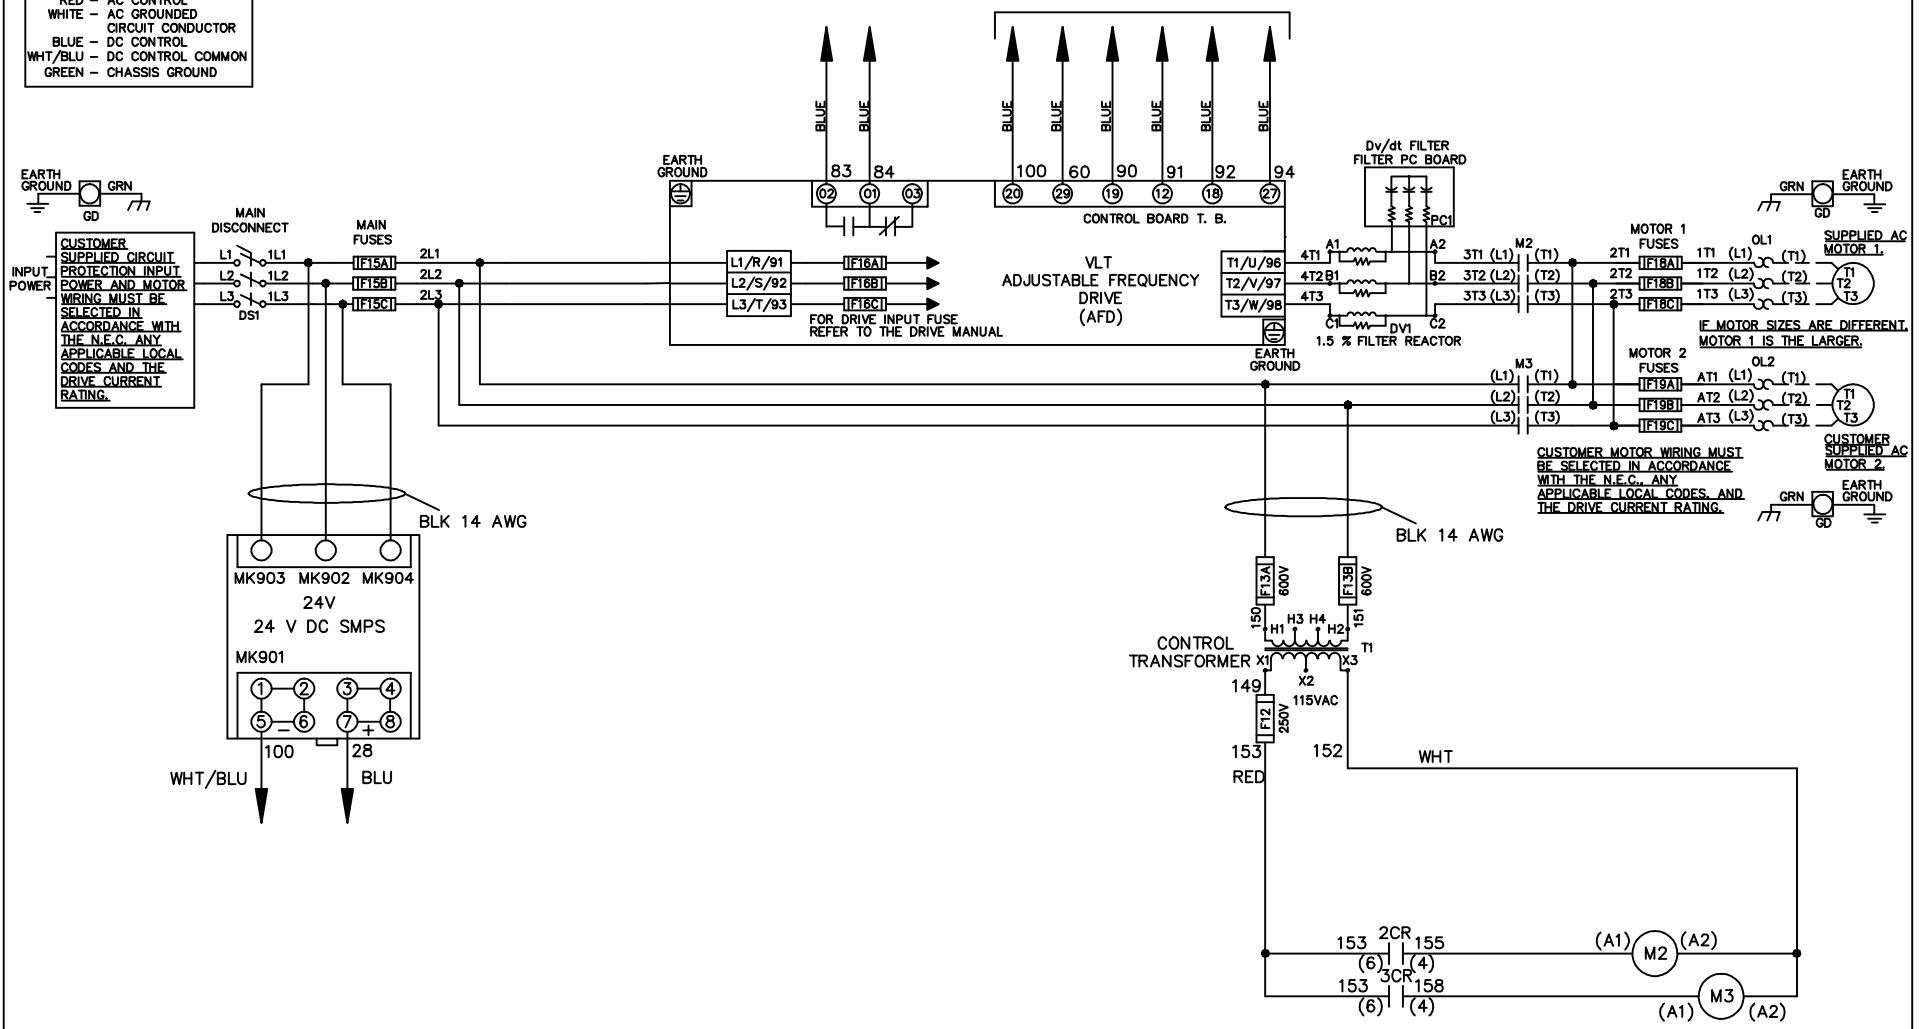 RED – AC CONTROL
WHITE – AC GROUNDED
CIRCUIT CONDUCTOR
BLUE – DC CONTROL
WHT/BLU – DC CONTROL COMMON
GREEN – CHASSIS GROUND
BLUE
BLUE
BLUE
BLUE
BLUE
BLUE
BLUE
BLUE
83
84
100
60
90
91
92
94
02
01
03
20
29
19
12
18
27
CONTROL BOARD T. B.
EARTH
GROUND
EARTH
GROUND
GRN
GD
MAIN
DISCONNECT
L1
1L1
L2
1L2
L3
1L3
DS1
MAIN
FUSES
F15A
F15B
F15C
2L1
2L2
2L3
INPUT
POWER
CUSTOMER
SUPPLIED CIRCUIT
PROTECTION INPUT
POWER AND MOTOR
WIRING MUST BE
SELECTED IN
ACCORDANCE WITH
THE N.E.C. ANY
APPLICABLE LOCAL
CODES AND THE
DRIVE CURRENT
RATING.
L1/R/91
L2/S/92
L3/T/93
F16A
F16B
F16C
FOR DRIVE INPUT FUSE
REFER TO THE DRIVE MANUAL
VLT
ADJUSTABLE FREQUENCY
DRIVE
(AFD)
T1/U/96
T2/V/97
T3/W/98
EARTH
GROUND
4T1
4T2
4T3
A1
A2
B1
B2
C1
C2
DV1
1.5 % FILTER REACTOR
Dv/dt FILTER
FILTER PC BOARD
PC1
3T1 (L1) M2 (T1)
3T2 (L2) (T2)
3T3 (L3) (T3)
2T1
2T2
2T3
MOTOR 1
FUSES
F18A
F18B
F18C
1T1 (L1) OL1 (T1)
1T2 (L2) (T2)
1T3 (L3) (T3)
GRN
GD
EARTH
GROUND
SUPPLIED AC
MOTOR 1.
T1
T2
T3
IF MOTOR SIZES ARE DIFFERENT,
MOTOR 1 IS THE LARGER.
M3
(L1) (T1)
(L2) (T2)
(L3) (T3)
MOTOR 2
FUSES
F19A
F19B
F19C
OL2
AT1 (L1) (T1)
AT2 (L2) (T2)
AT3 (L3) (T3)
T1
T2
T3
CUSTOMER
SUPPLIED AC
MOTOR 2.
CUSTOMER MOTOR WIRING MUST
BE SELECTED IN ACCORDANCE
WITH THE N.E.C., ANY
APPLICABLE LOCAL CODES, AND
THE DRIVE CURRENT RATING.
GRN
GD
EARTH
GROUND
BLK 14 AWG
BLK 14 AWG
MK903 MK902 MK904
24V
24 V DC SMPS
MK901
1 2 3 4
5 6 7 8
– +
100
28
WHT/BLU
BLU
F13A
600V
F13B
600V
150
151
H1 H3 H4 H2
T1
CONTROL
TRANSFORMER
X1
X3
X2
115VAC
149
F12
250V
153
RED
152
WHT
2CR
153 155
(6) (4)
(A1) M2 (A2)
3CR
153 158
(6) (4)
(A1) M3 (A2)